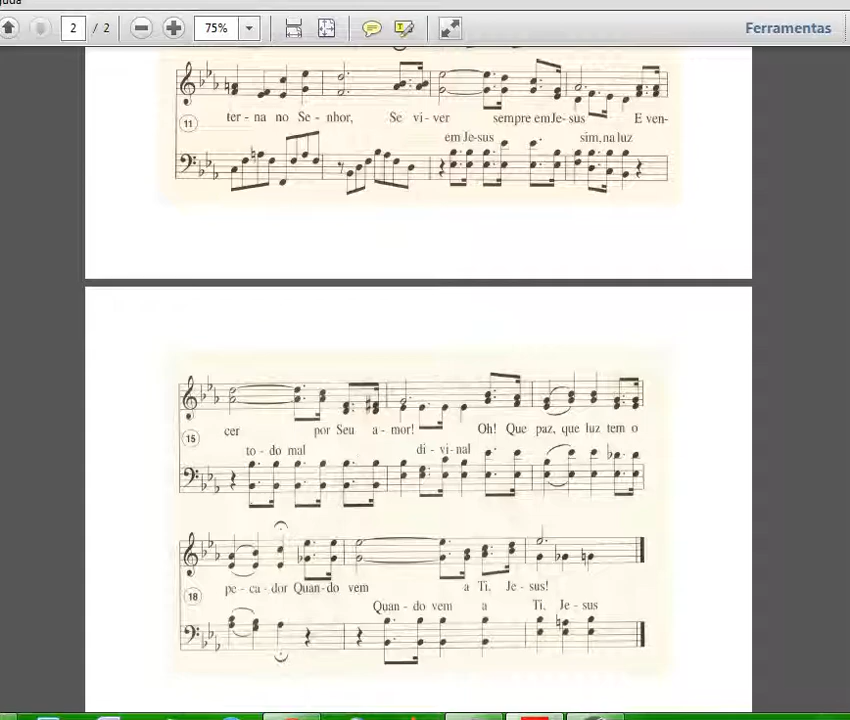 juda
2 / 2
75%
Ferramentas
ter - na no Se - nhor, Se vi - ver sempre emJe- sus E ven-
11
em Je-sus sim, na luz
cer por Seu a - mor! Oh! Que paz, que luz tem o
15
to - do mal di - vi - nal
pe - ca - dor Quan - do vem a Ti, Je - sus!
18
Quan - do vem a Ti, Je - sus